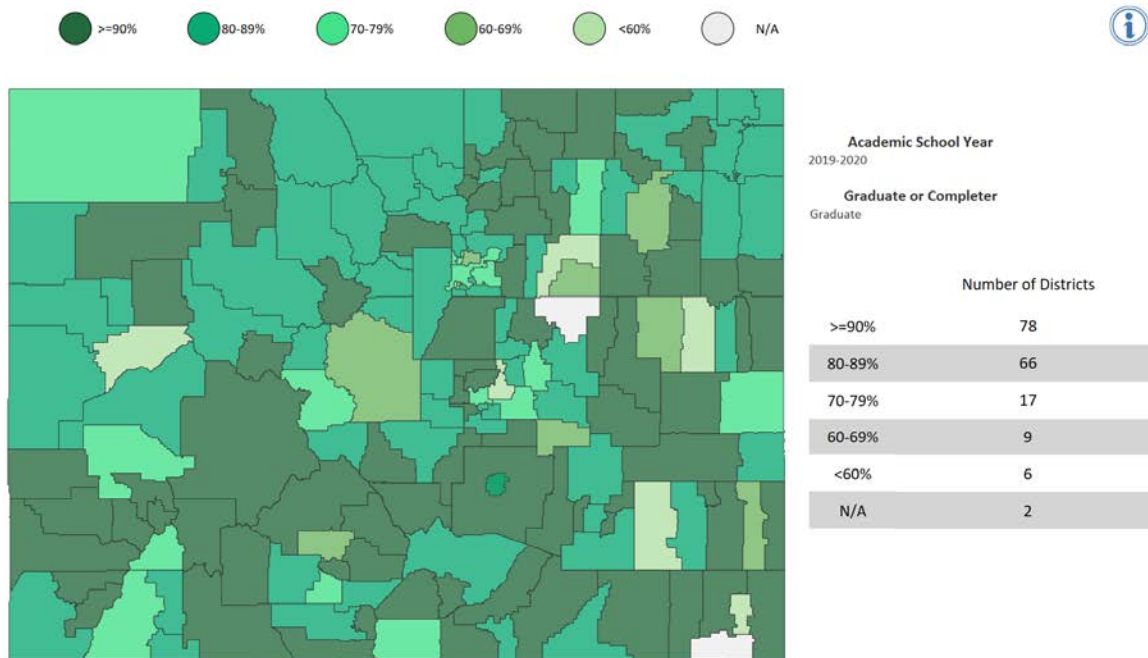 >=90%
80-89%
70-79%
60-69%
<60%
N/A
i
Academic School Year
2019-2020
Graduate or Completer
Graduate
Number of Districts
>=90% 78
80-89% 66
70-79% 17
60-69% 9
<60% 6
N/A 2